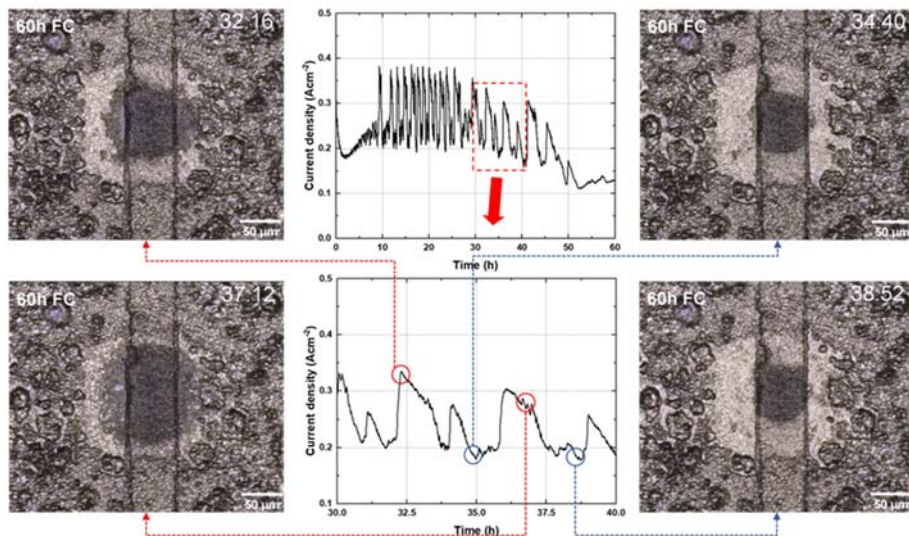 60h FC
32:16
50 µm
0.5
0.4
0.3
0.2
0.1
0.0
Current density (Acm⁻²)
0 10 20 30 40 50 60
Time (h)
60h FC
34:40
50 µm
60h FC
37:12
50 µm
0.5
0.4
0.3
0.2
0.1
Current density (Acm⁻²)
30.0 32.5 35.0 37.5 40.0
Time (h)
60h FC
38:52
50 µm